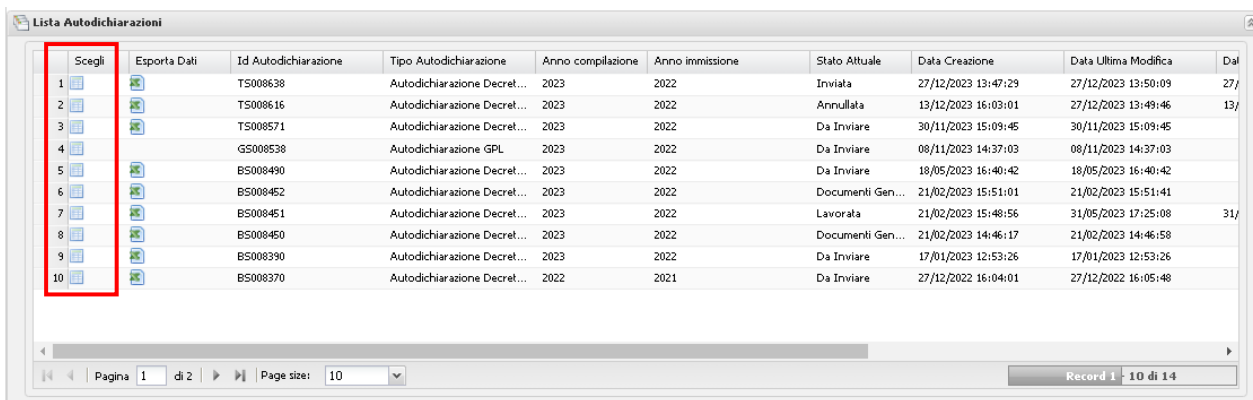 Lista Autodichiarazioni
Scegli Esporta Dati Id Autodichiarazione Tipo Autodichiarazione Anno compilazione Anno immissione Stato Attuale Data Creazione Data Ultima Modifica Dat
1 TS008638 Autodichiarazione Decret... 2023 2022 Inviata 27/12/2023 13:47:29 27/12/2023 13:50:09 27/
2 TS008616 Autodichiarazione Decret... 2023 2022 Annullata 13/12/2023 16:03:01 27/12/2023 13:49:46 13/
3 TS008571 Autodichiarazione Decret... 2023 2022 Da Inviare 30/11/2023 15:09:45 30/11/2023 15:09:45
4 GS008538 Autodichiarazione GPL 2023 2022 Da Inviare 08/11/2023 14:37:03 08/11/2023 14:37:03
5 BS008490 Autodichiarazione Decret... 2023 2022 Da Inviare 18/05/2023 16:40:42 18/05/2023 16:40:42
6 BS008452 Autodichiarazione Decret... 2023 2022 Documenti Gen... 21/02/2023 15:51:01 21/02/2023 15:51:41
7 BS008451 Autodichiarazione Decret... 2023 2022 Lavorata 21/02/2023 15:48:56 31/05/2023 17:25:08 31/
8 BS008450 Autodichiarazione Decret... 2023 2022 Documenti Gen... 21/02/2023 14:46:17 21/02/2023 14:46:58
9 BS008390 Autodichiarazione Decret... 2023 2022 Da Inviare 17/01/2023 12:53:26 17/01/2023 12:53:26
10 BS008370 Autodichiarazione Decret... 2022 2021 Da Inviare 27/12/2022 16:04:01 27/12/2022 16:05:48
Pagina 1 di 2 Page size: 10 Record 1 - 10 di 14